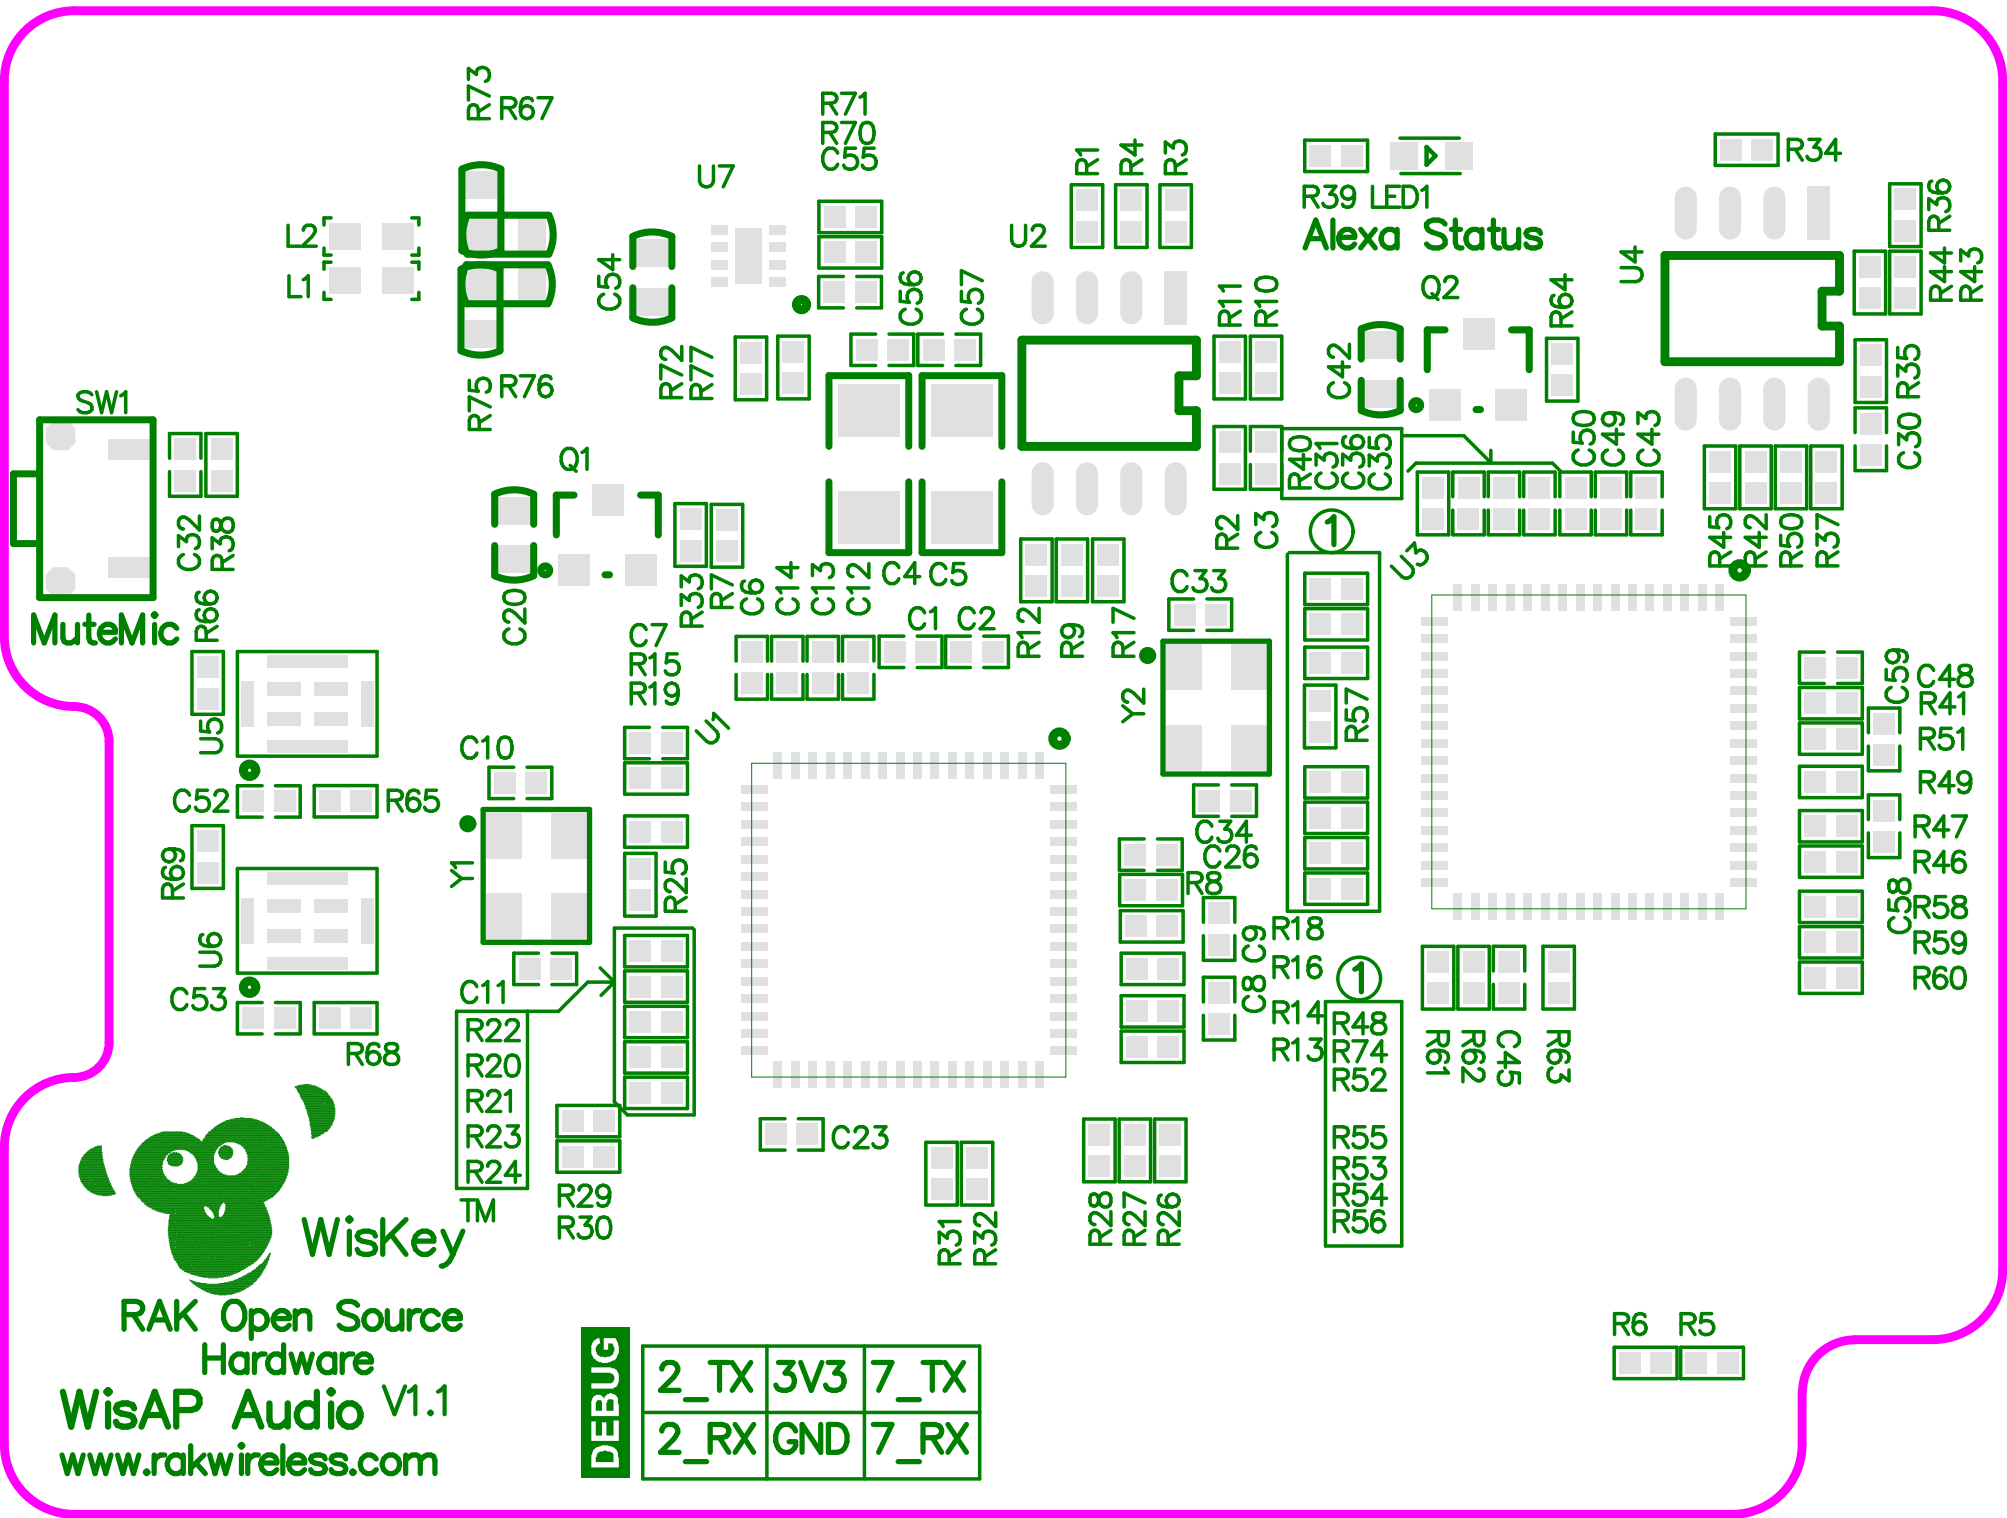 R73
R67
R71
R70
C55
U7
R1
R4
R3
R34
R39 LED1
Alexa Status
R36
L2
L1
U2
C54
C56
C57
R11
R10
Q2
R64
U4
R44
R43
R75
R76
R72
R77
C42
R35
SW1
Q1
R40
C31
C36
C35
C50
C49
C43
C30
C32
R38
R2
C3
1
U3
R45
R42
R50
R37
MuteMic
R66
C20
R33
R7
C6
C14
C13
C12
C4
C5
C33
C7
R15
R19
C1
C2
R12
R9
R17
U5
U1
Y2
R57
C59
C48
R41
R51
C10
C52
R65
R49
C34
C26
R47
R46
R69
Y1
R25
R8
C58
R58
R59
R60
U6
R18
C9
R16
C8
R14
R13
C53
C11
R68
1
R48
R74
R52
R55
R53
R54
R56
R61
R62
C45
R63
R22
R20
R21
R23
R24
TM
C23
R29
R30
R31
R32
R28
R27
R26
WisKey
RAK Open Source
Hardware
WisAP Audio V1.1
www.rakwireless.com
DEBUG
2_TX 3V3 7_TX
2_RX GND 7_RX
R6
R5